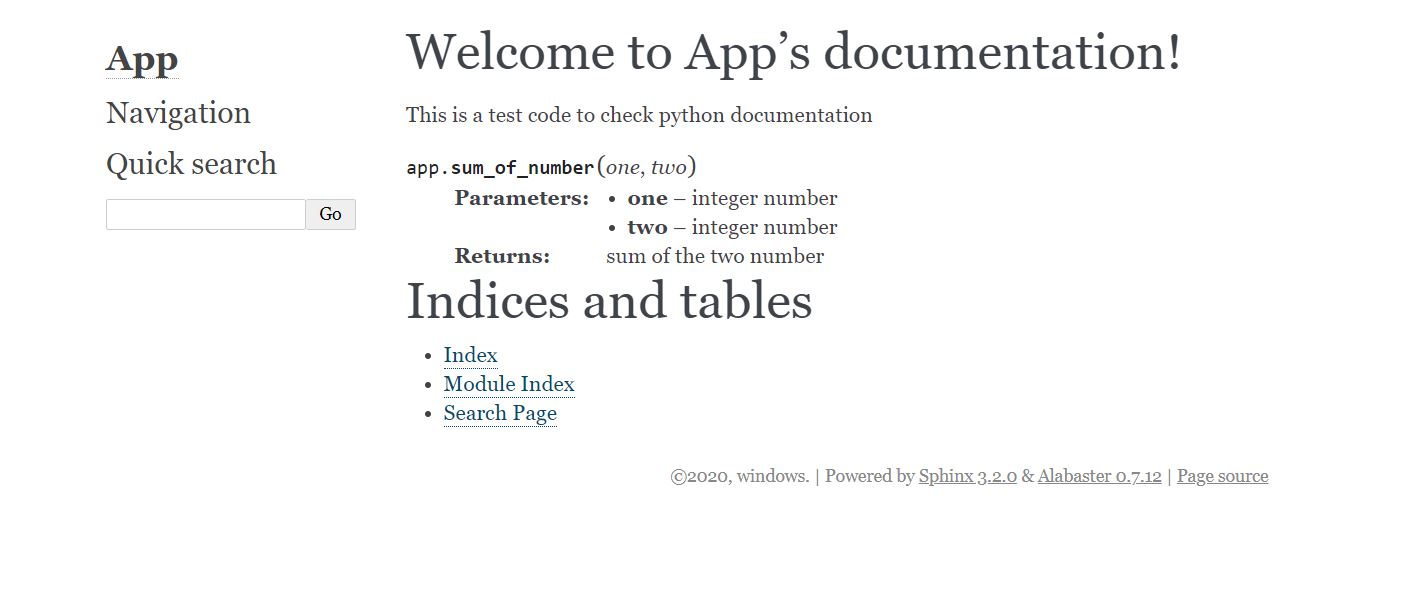 App
Navigation
Quick search
Go
Welcome to App’s documentation!
This is a test code to check python documentation
app.sum_of_number(one, two)
Parameters: • one – integer number
• two – integer number
Returns: sum of the two number
Indices and tables
• Index
• Module Index
• Search Page
©2020, windows. | Powered by Sphinx 3.2.0 & Alabaster 0.7.12 | Page source